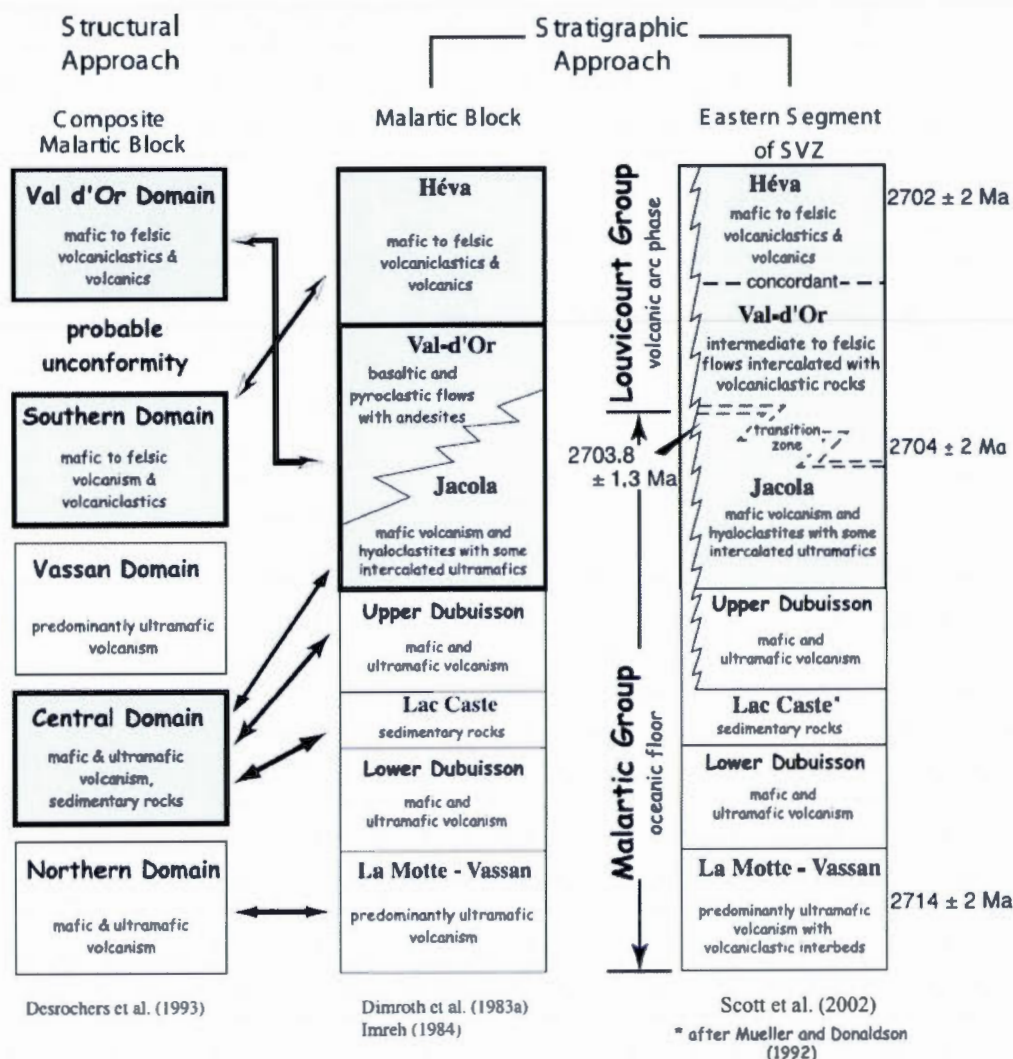 Structural
Approach
Stratigraphic
Approach
Composite
Malartic Block
Val d'Or Domain
mafic to felsic
volcaniclastics &
volcanics
probable
unconformity
Southern Domain
mafic to felsic
volcanism &
volcaniclastics
Vassan Domain
predominantly ultramafic
volcanism
Central Domain
mafic & ultramafic
volcanism,
sedimentary rocks
Northern Domain
mafic & ultramafic
volcanism
Desrochers et al. (1993)
Malartic Block
Héva
mafic to felsic
volcaniclastics &
volcanics
Val-d'Or
basaltic and
pyroclastic flows
with andesites
Jacola
mafic volcanism and
hyaloclastites with some
intercalated ultramafics
Upper Dubuisson
mafic and
ultramafic volcanism
Lac Caste
sedimentary rocks
Lower Dubuisson
mafic and
ultramafic volcanism
La Motte - Vassan
predominantly ultramafic
volcanism
Dimroth et al. (1983a)
Imreh (1984)
Louvicourt Group
volcanic arc phase
2703.8
± 1.3 Ma
Malartic Group
oceanic floor
Eastern Segment
of SVZ
Héva
mafic to felsic
volcaniclastics &
volcanics
concordant
Val-d'Or
intermediate to felsic
flows intercalated with
volcaniclastic rocks
transition
zone
Jacola
mafic volcanism and
hyaloclastites with some
intercalated ultramafics
Upper Dubuisson
mafic and
ultramafic volcanism
Lac Caste*
sedimentary rocks
Lower Dubuisson
mafic and
ultramafic volcanism
La Motte - Vassan
predominantly ultramafic
volcanism with
volcaniclastic interbeds
2702 ± 2 Ma
2704 ± 2 Ma
2714 ± 2 Ma
Scott et al. (2002)
* after Mueller and Donaldson
(1992)